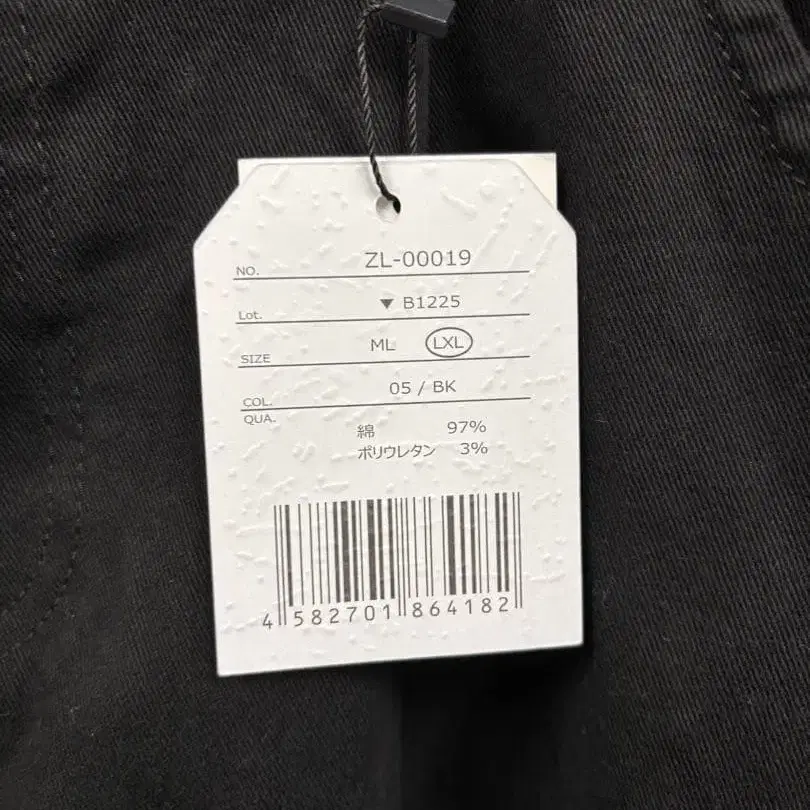 NO. ZL-00019
Lot. ▼ B1225
SIZE ML LXL
COL. 05 / BK
QUA.
綿 97%
ポリウレタン 3%
4 582701 864182